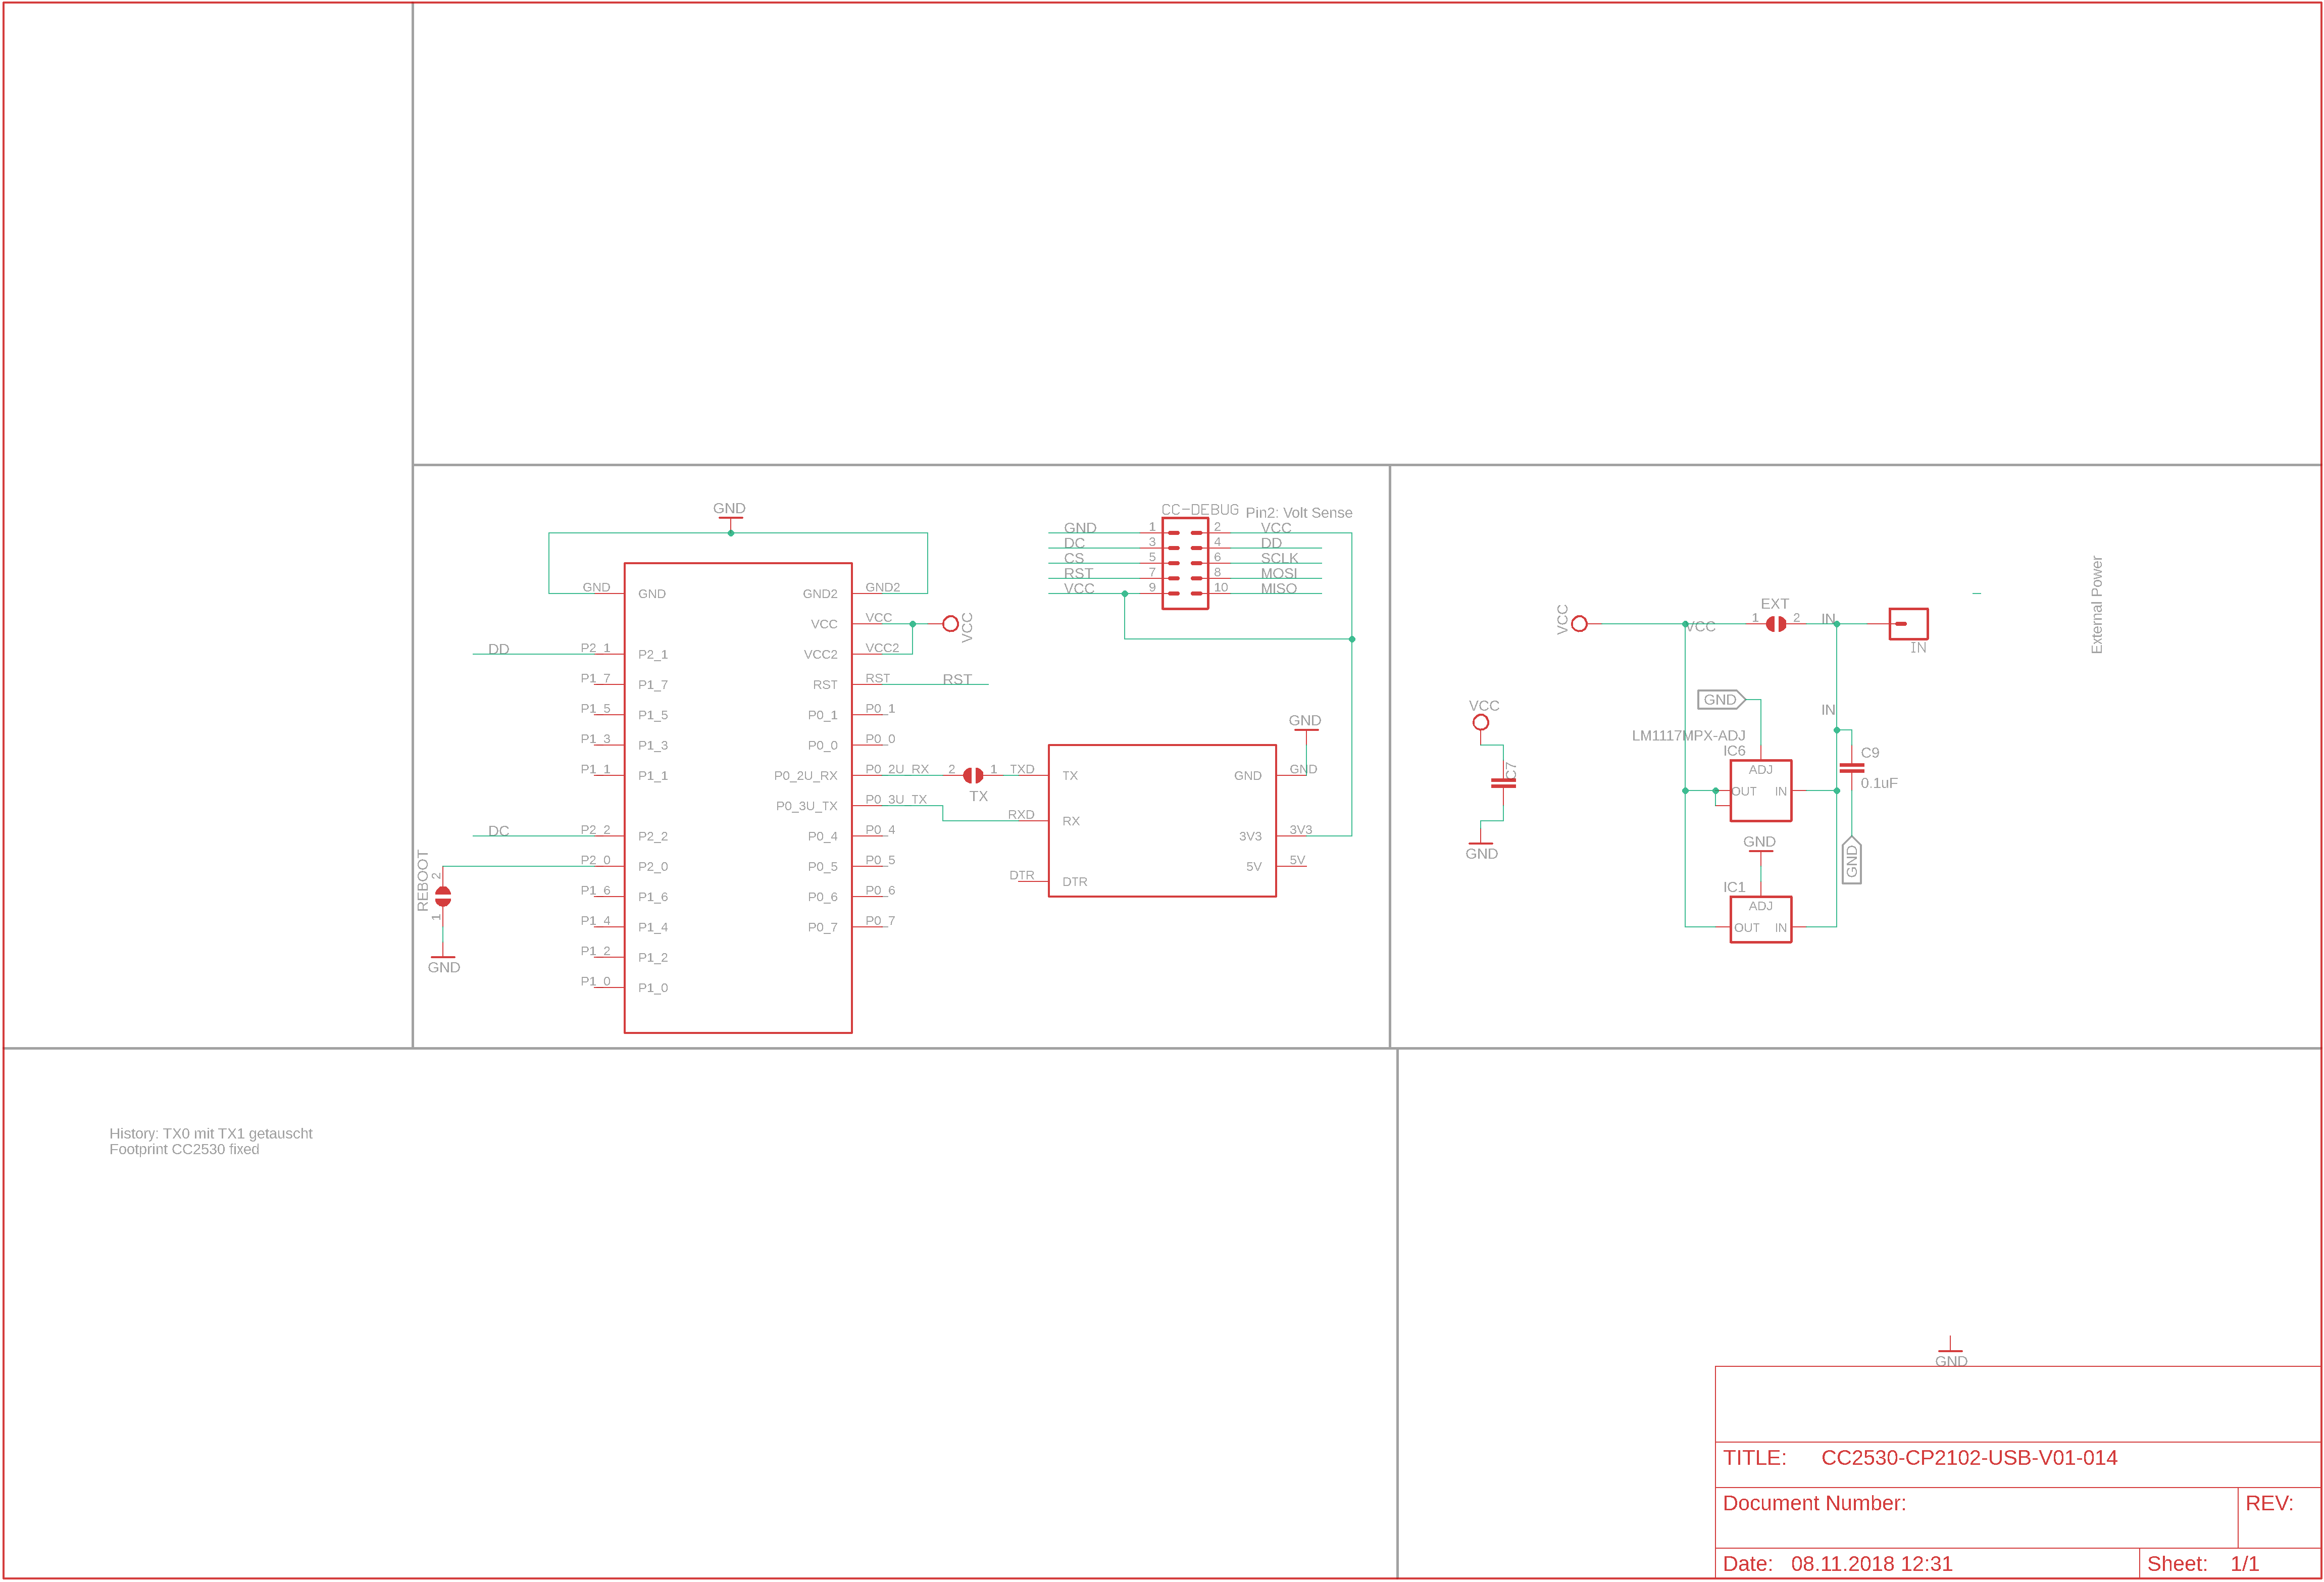 GND
GND
GND
GND2
GND2
VCC
VCC
VCC
DD
P2_1
P2_1
VCC2
VCC2
P1_7
P1_7
RST
RST
RST
P1_5
P1_5
P0_1
P0_1
P1_3
P1_3
P0_0
P0_0
P1_1
P1_1
P0_2U_RX
P0_2U_RX
2
1
TX
P0_3U_TX
P0_3U_TX
DC
P2_2
P2_2
P0_4
P0_4
P2_0
P2_0
P0_5
P0_5
P1_6
P1_6
P0_6
P0_6
P1_4
P1_4
P0_7
P0_7
P1_2
P1_2
P1_0
P1_0
REBOOT
2
1
GND
CC-DEBUG
Pin2: Volt Sense
GND 1 2 VCC
DC 3 4 DD
CS 5 6 SCLK
RST 7 8 MOSI
VCC 9 10 MISO
GND
TXD
TX
GND
GND
RXD
RX
3V3
3V3
5V
5V
DTR
DTR
External Power
VCC
VCC
EXT
1
2
IN
IN
GND
IN
LM1117MPX-ADJ
IC6
ADJ
OUT
IN
C9
0.1uF
GND
GND
IC1
ADJ
OUT
IN
VCC
C7
GND
History: TX0 mit TX1 getauscht
Footprint CC2530 fixed
GND
TITLE: CC2530-CP2102-USB-V01-014
Document Number:
REV:
Date: 08.11.2018 12:31
Sheet: 1/1